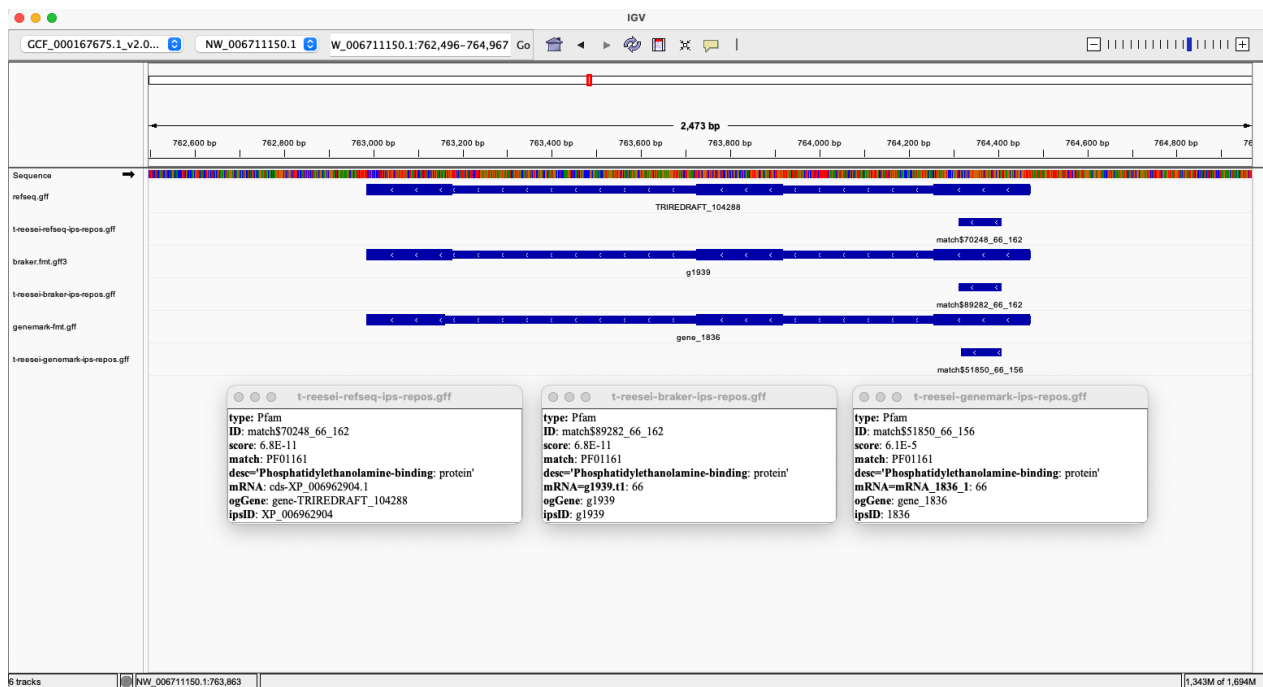 IGV
GCF_000167675.1_v2.0... NW_006711150.1 W_006711150.1:762,496-764,967 Go
2,473 bp
762,600 bp 762,800 bp 763,000 bp 763,200 bp 763,400 bp 763,600 bp 763,800 bp 764,000 bp 764,200 bp 764,400 bp 764,600 bp 764,800 bp 76
Sequence
refseq.gff
TRIREDRAFT_104288
t-reesei-refseq-ips-repos.gff
match$70248_66_162
braker.fmt.gff3
g1939
t-reesei-braker-ips-repos.gff
match$89282_66_162
genemark-fmt.gff
gene_1836
t-reesei-genemark-ips-repos.gff
match$51850_66_156
t-reesei-refseq-ips-repos.gff
type: Pfam
ID: match$70248_66_162
score: 6.8E-11
match: PF01161
desc='Phosphatidylethanolamine-binding: protein'
mRNA: cds-XP_006962904.1
ogGene: gene-TRIREDRAFT_104288
ipsID: XP_006962904
t-reesei-braker-ips-repos.gff
type: Pfam
ID: match$89282_66_162
score: 6.8E-11
match: PF01161
desc='Phosphatidylethanolamine-binding: protein'
mRNA=g1939.t1: 66
ogGene: g1939
ipsID: g1939
t-reesei-genemark-ips-repos.gff
type: Pfam
ID: match$51850_66_156
score: 6.1E-5
match: PF01161
desc='Phosphatidylethanolamine-binding: protein'
mRNA=mRNA_1836_1: 66
ogGene: gene_1836
ipsID: 1836
6 tracks NW_006711150.1:763,863 1,343M of 1,694M